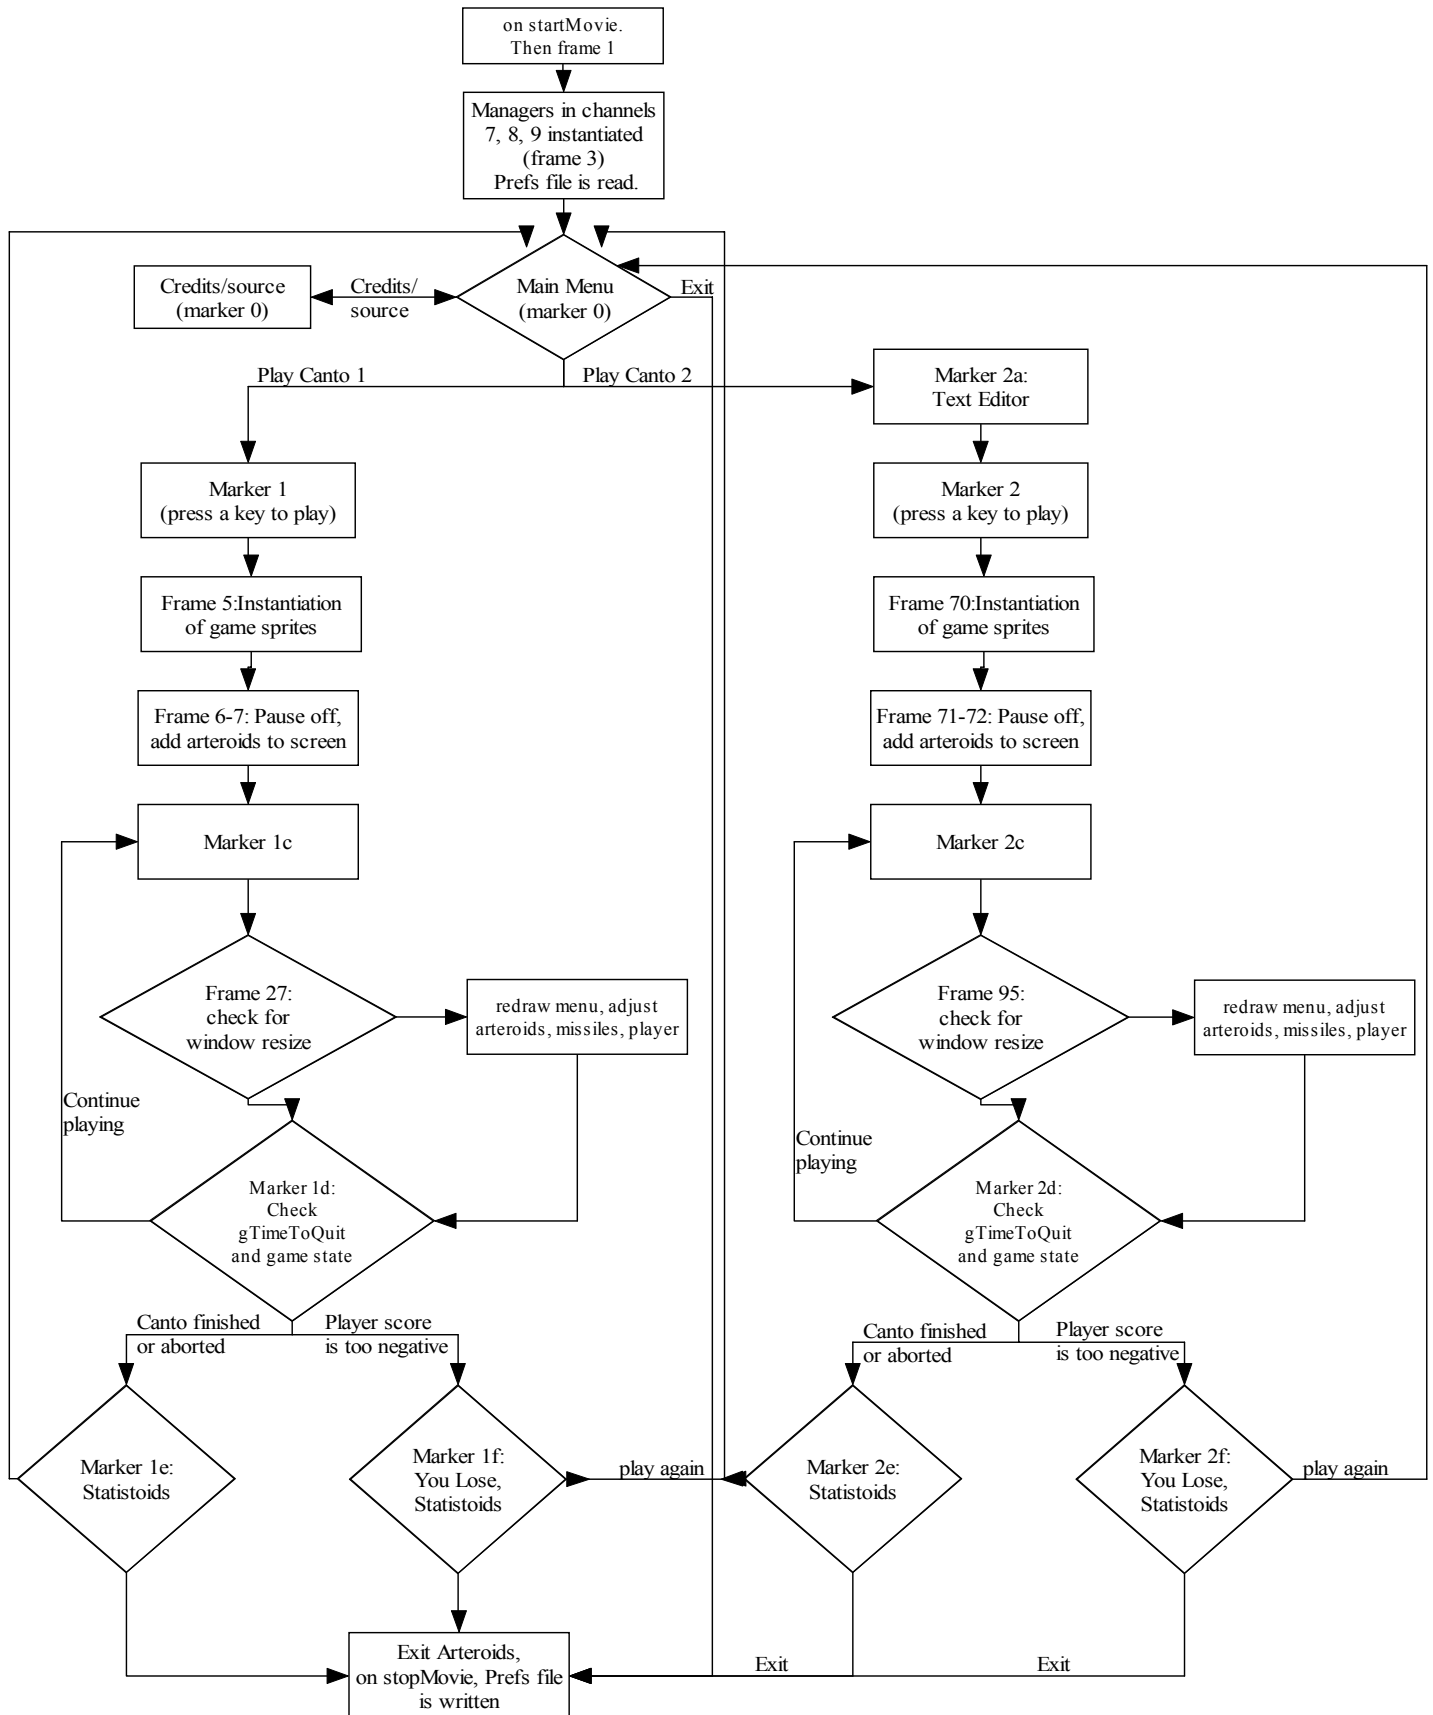 on startMovie.
Then frame 1
Managers in channels
7, 8, 9 instantiated
(frame 3)
Prefs file is read.
Credits/source
(marker 0)
Credits/
source
Main Menu
(marker 0)
Exit
Play Canto 1
Play Canto 2
Marker 2a:
Text Editor
Marker 1
(press a key to play)
Marker 2
(press a key to play)
Frame 5:Instantiation
of game sprites
Frame 70:Instantiation
of game sprites
Frame 6-7: Pause off,
add arteroids to screen
Frame 71-72: Pause off,
add arteroids to screen
Marker 1c
Marker 2c
Frame 27:
check for
window resize
redraw menu, adjust
arteroids, missiles, player
Frame 95:
check for
window resize
redraw menu, adjust
arteroids, missiles, player
Continue
playing
Continue
playing
Marker 1d:
Check
gTimeToQuit
and game state
Marker 2d:
Check
gTimeToQuit
and game state
Canto finished
or aborted
Player score
is too negative
Canto finished
or aborted
Player score
is too negative
Marker 1e:
Statistoids
Marker 1f:
You Lose,
Statistoids
play again
Marker 2e:
Statistoids
Marker 2f:
You Lose,
Statistoids
play again
Exit Arteroids,
on stopMovie, Prefs file
is written
Exit
Exit